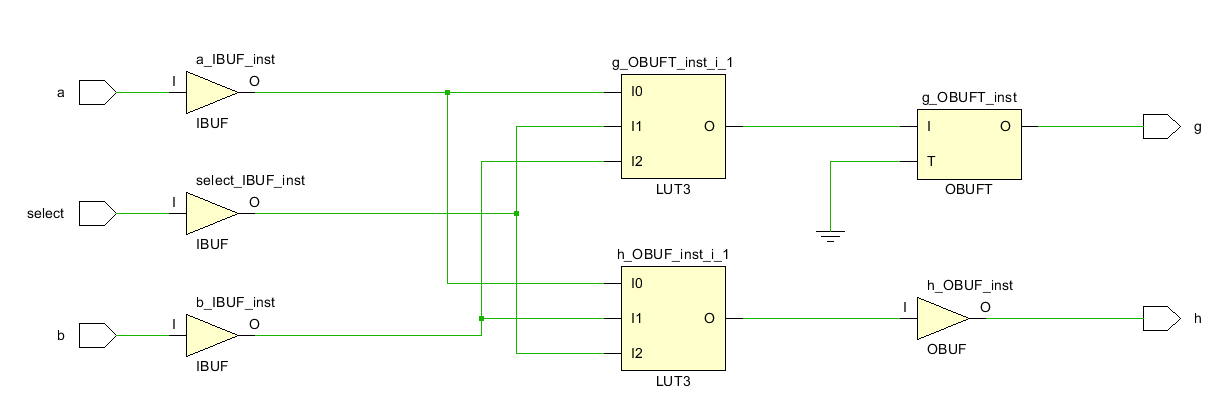 a_IBUF_inst
a
I
O
IBUF
select_IBUF_inst
select
I
O
IBUF
b_IBUF_inst
b
I
O
IBUF
g_OBUFT_inst_i_1
I0
I1
O
I2
LUT3
h_OBUF_inst_i_1
I0
I1
O
I2
LUT3
g_OBUFT_inst
I
O
T
OBUFT
g
h_OBUF_inst
I
O
OBUF
h